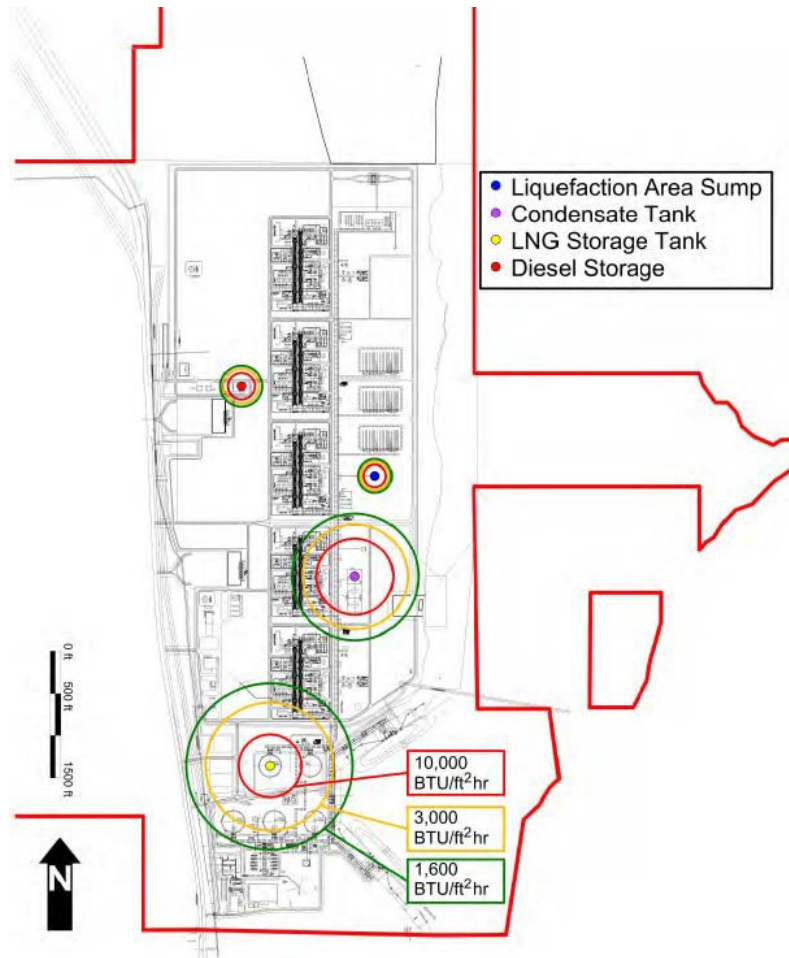 Liquefaction Area Sump
Condensate Tank
LNG Storage Tank
Diesel Storage
0 ft
500 ft
1500 ft
10,000
BTU/ft²hr
3,000
BTU/ft²hr
1,600
BTU/ft²hr
N